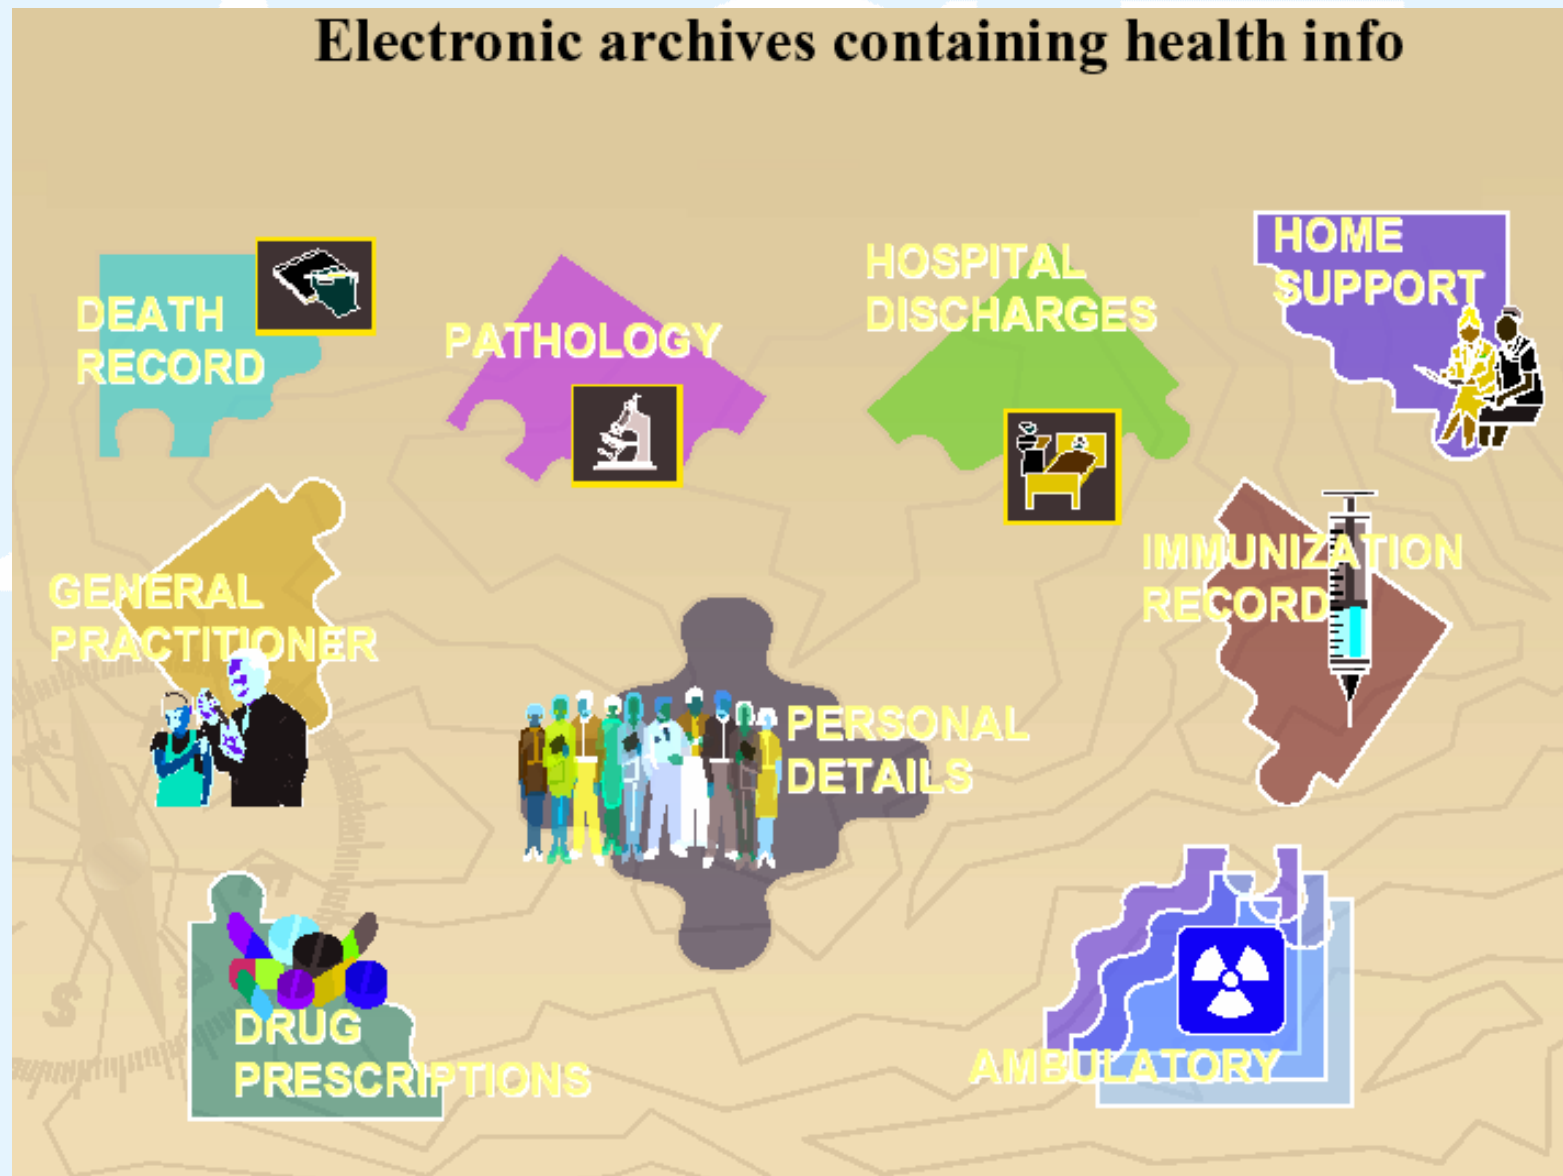 Electronic archives containing health info
DEATH
RECORD
PATHOLOGY
HOSPITAL
DISCHARGES
HOME
SUPPORT
GENERAL
PRACTITIONER
IMMUNIZATION
RECORD
PERSONAL
DETAILS
DRUG
PRESCRIPTIONS
AMBULATORY
S
E